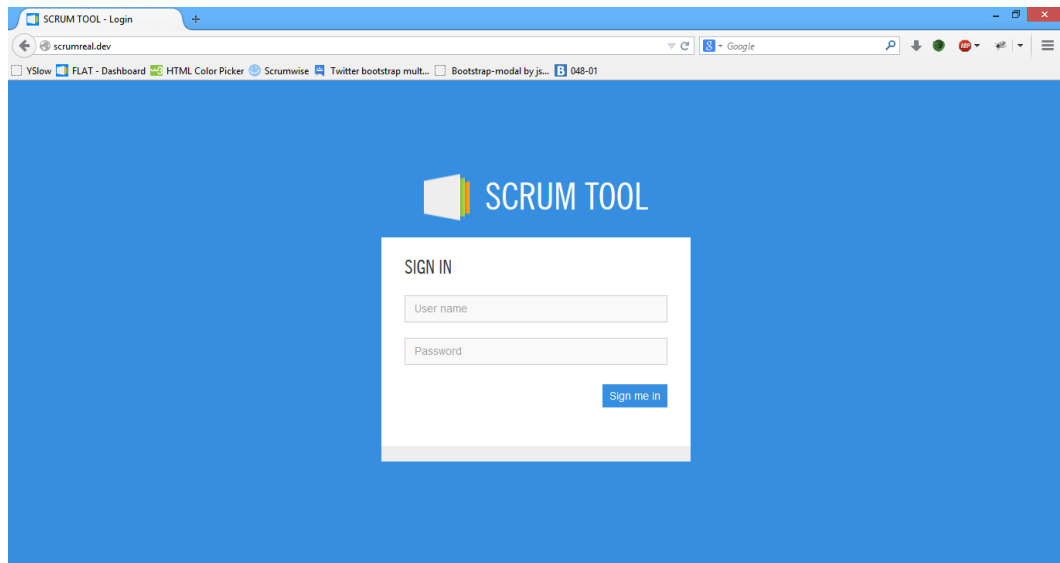 SCRUM TOOL - Login
scrumreal.dev
Google
YSlow FLAT - Dashboard HTML Color Picker Scrumwise Twitter bootstrap mult... Bootstrap-modal by js... B 048-01
SCRUM TOOL
SIGN IN
User name
Password
Sign me in